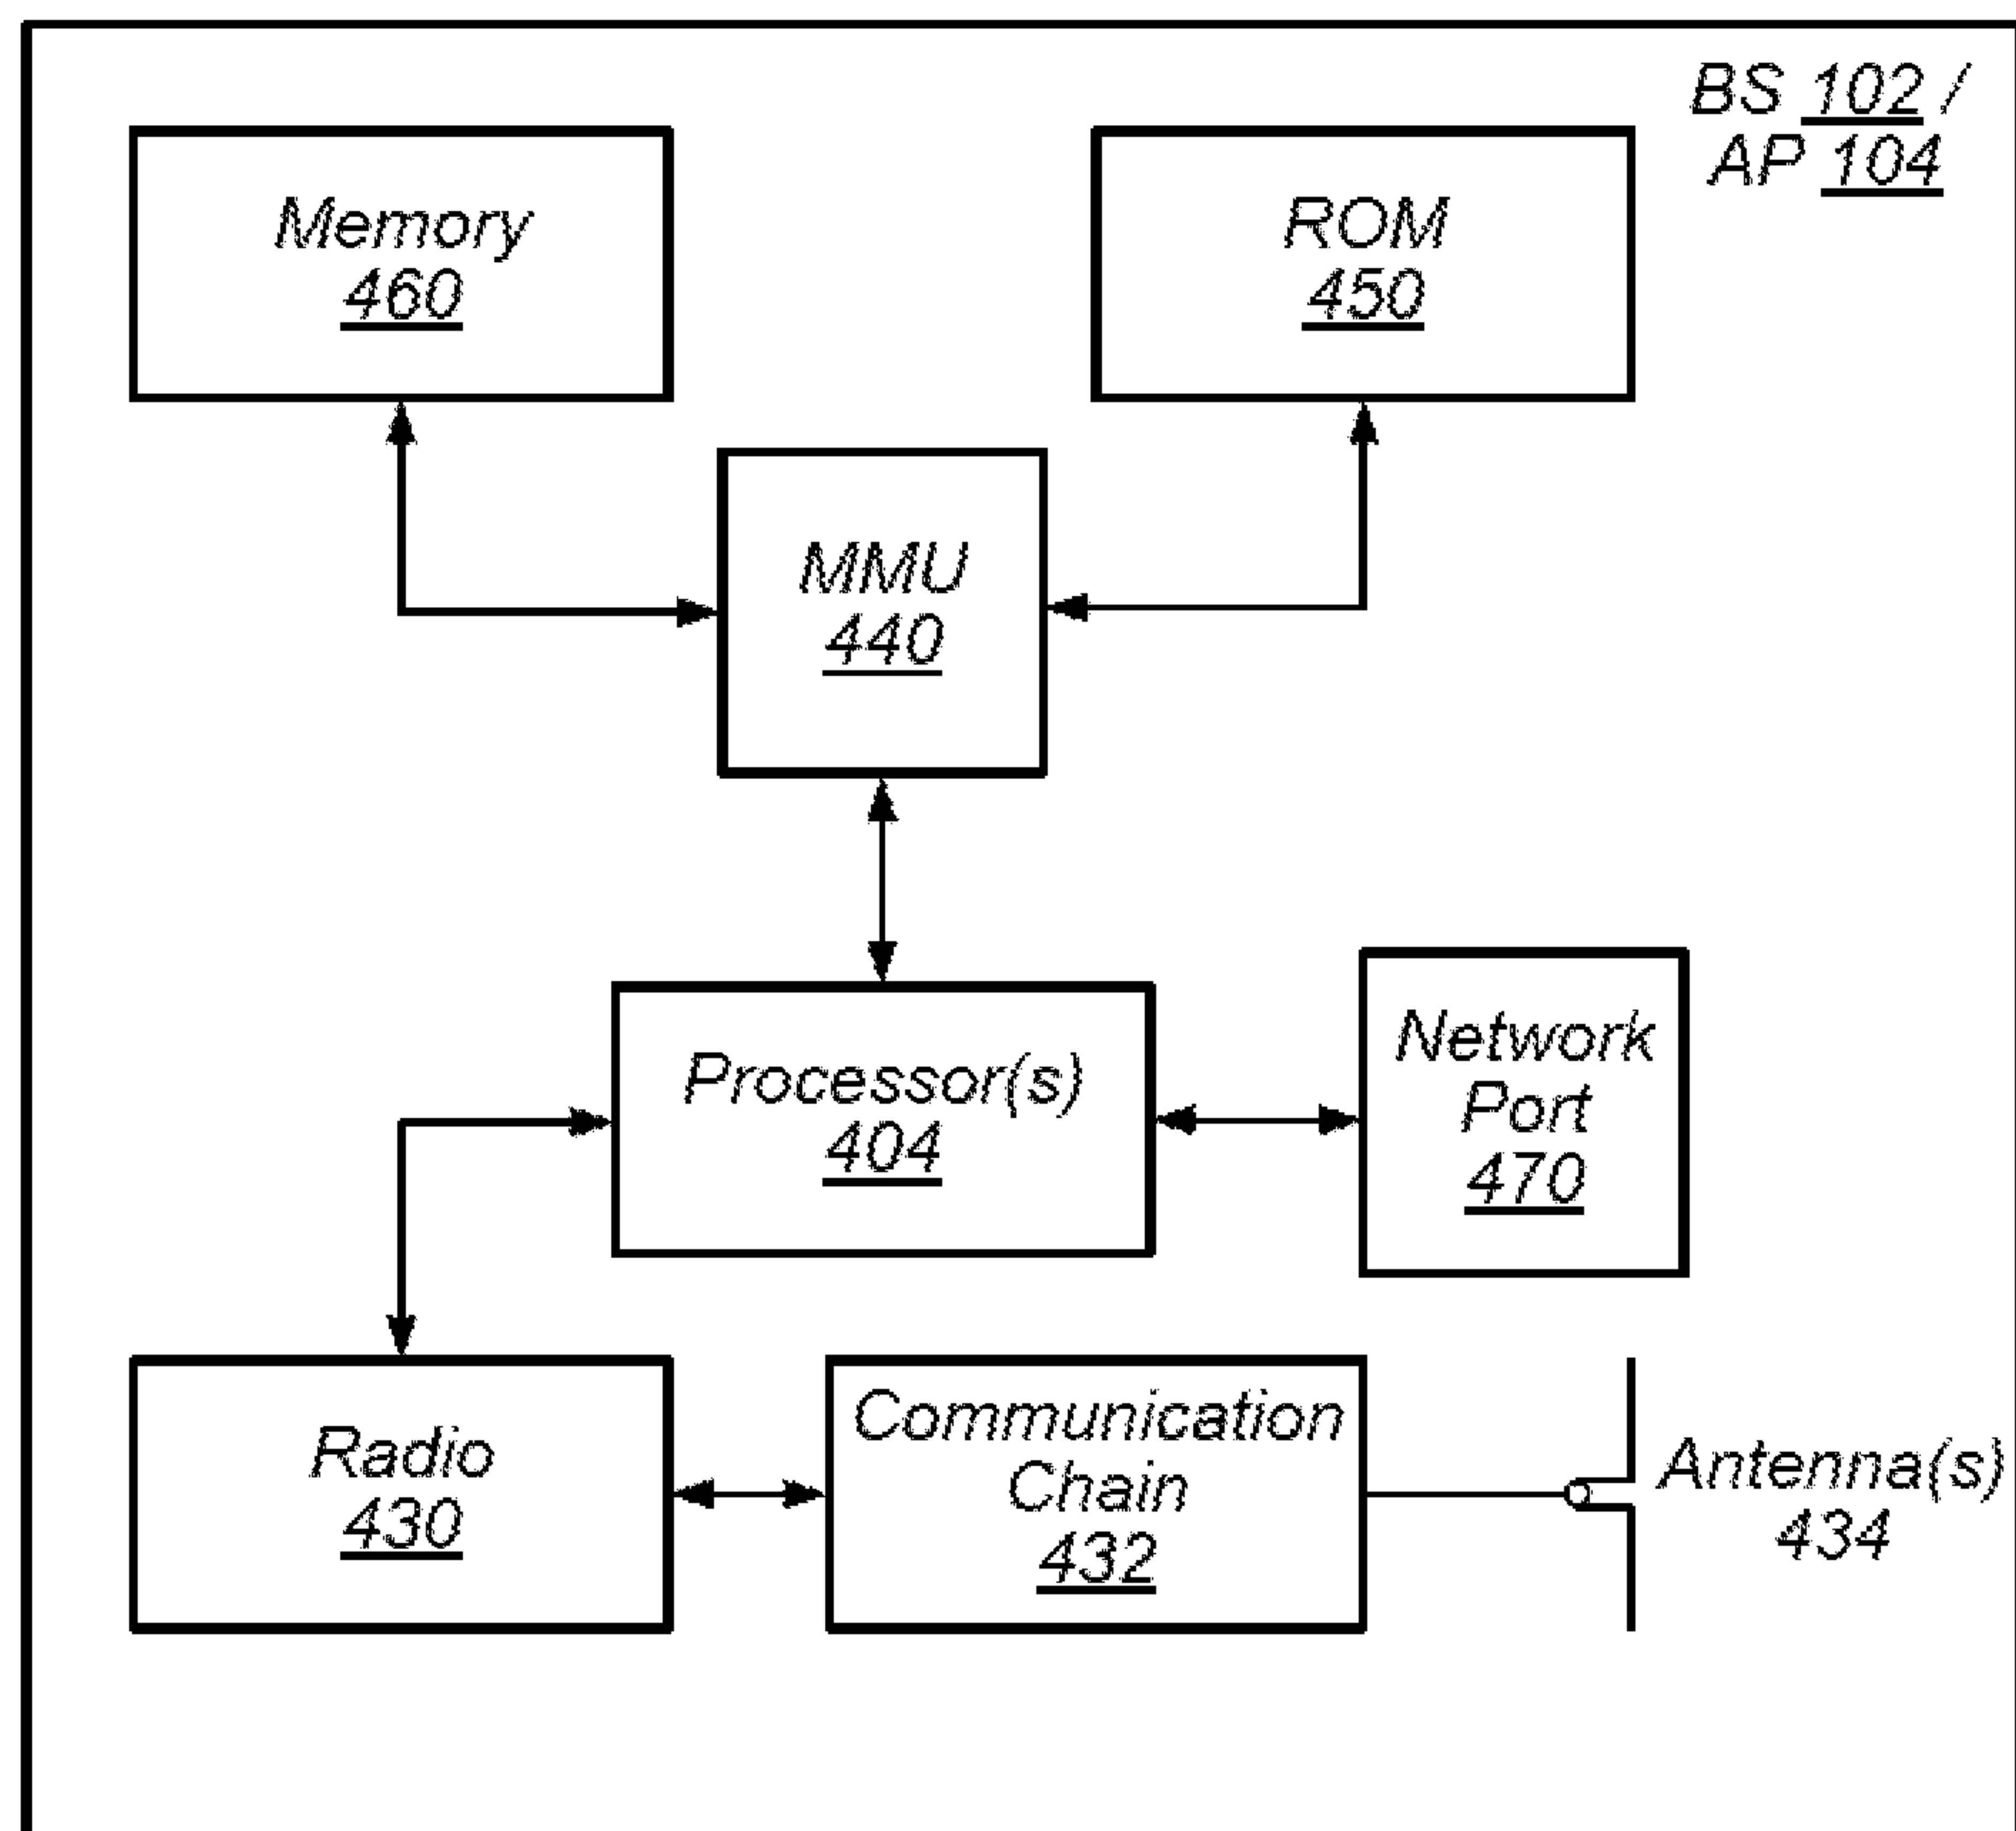 BS 102 /
AP 104
Memory
460
ROM
450
MMU
440
Processor(s)
404
Network
Port
470
Radio
430
Communication
Chain
432
Antenna(s)
434